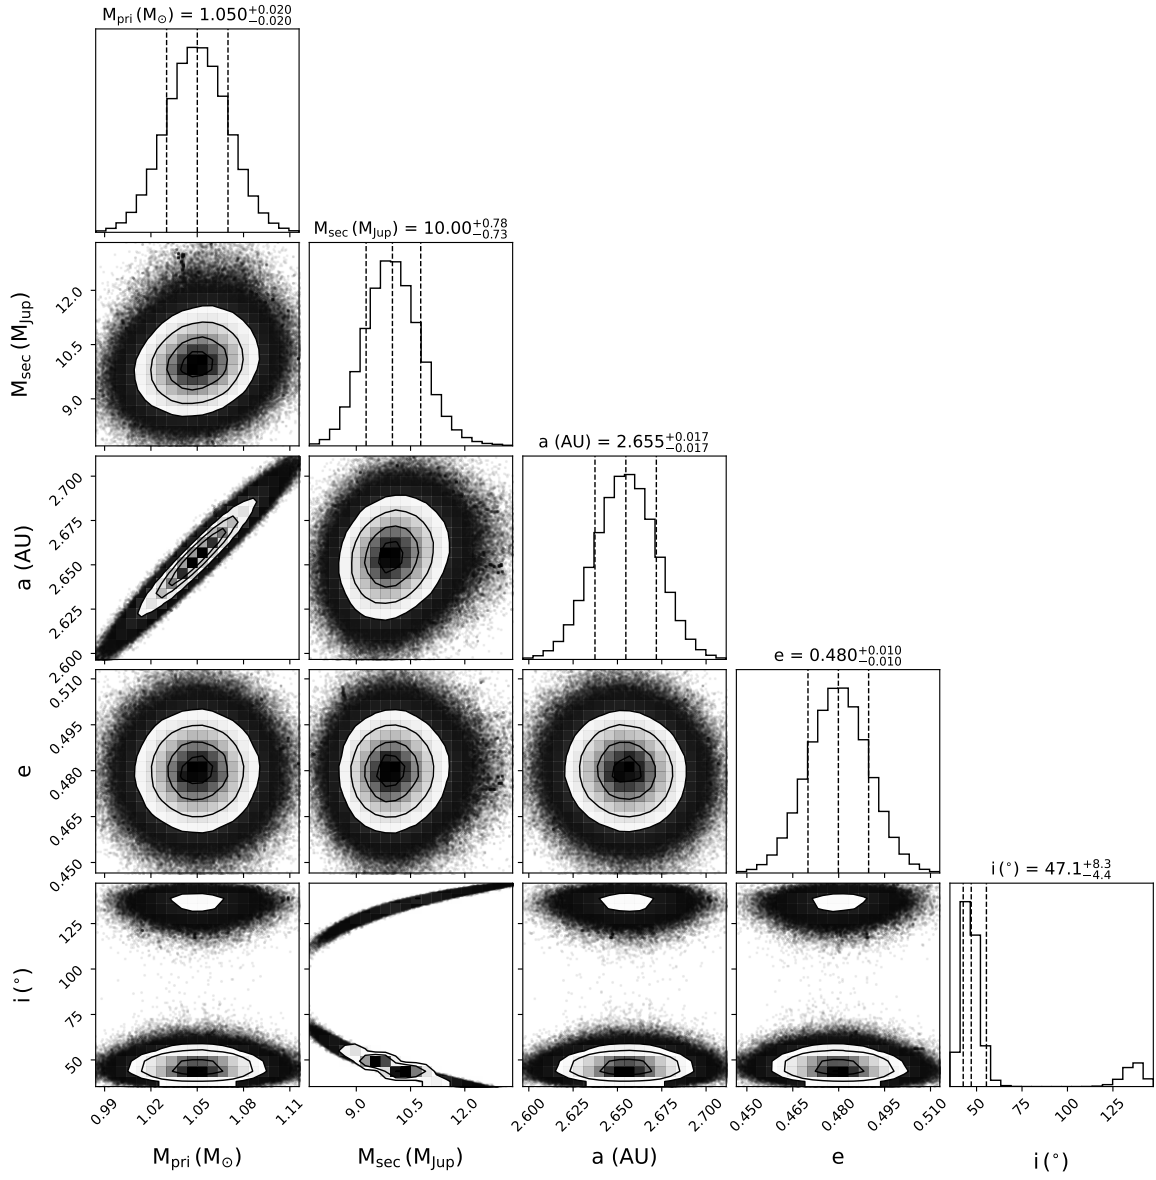 M_pri (M_⊙) = 1.050 +0.020 −0.020
M_sec (M_Jup) = 10.00 +0.78 −0.73
12.0
10.5
9.0
M_sec (M_Jup)
a (AU) = 2.655 +0.017 −0.017
2.700
2.675
2.650
2.625
2.600
a (AU)
e = 0.480 +0.010 −0.010
0.510
0.495
0.480
0.465
0.450
e
i (°) = 47.1 +8.3 −4.4
125
100
75
50
i (°)
0.99 1.02 1.05 1.08 1.11 9.0 10.5 12.0 2.600 2.625 2.650 2.675 2.700 0.450 0.465 0.480 0.495 0.510 50 75 100 125
M_pri (M_⊙) M_sec (M_Jup) a (AU) e i (°)